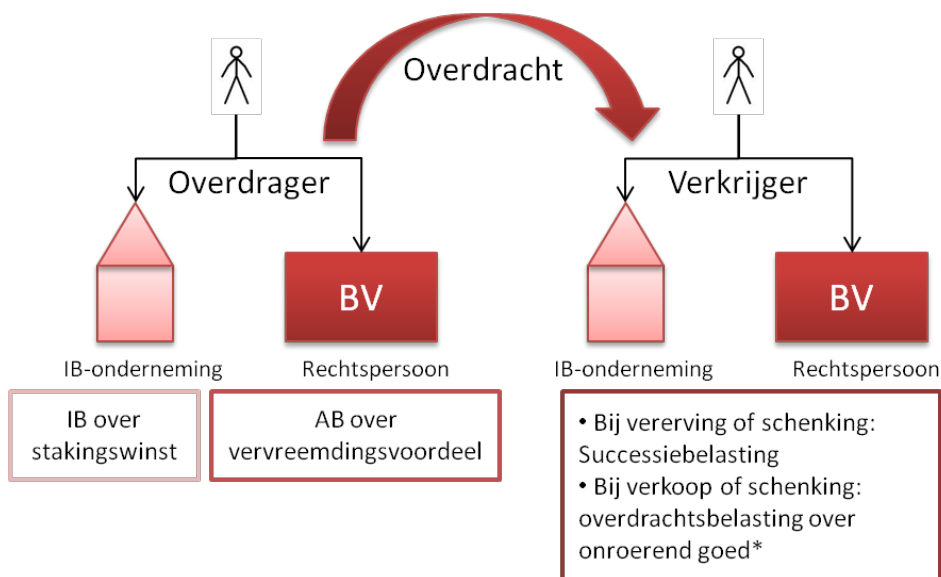 Overdracht
Overdrager
Verkrijger
BV
BV
IB-onderneming
Rechtspersoon
IB-onderneming
Rechtspersoon
IB over
stakingswinst
AB over
vervreemdingsvoordeel
• Bij vererving of schenking:
Successiebelasting
• Bij verkoop of schenking:
overdrachtsbelasting over
onroerend goed*